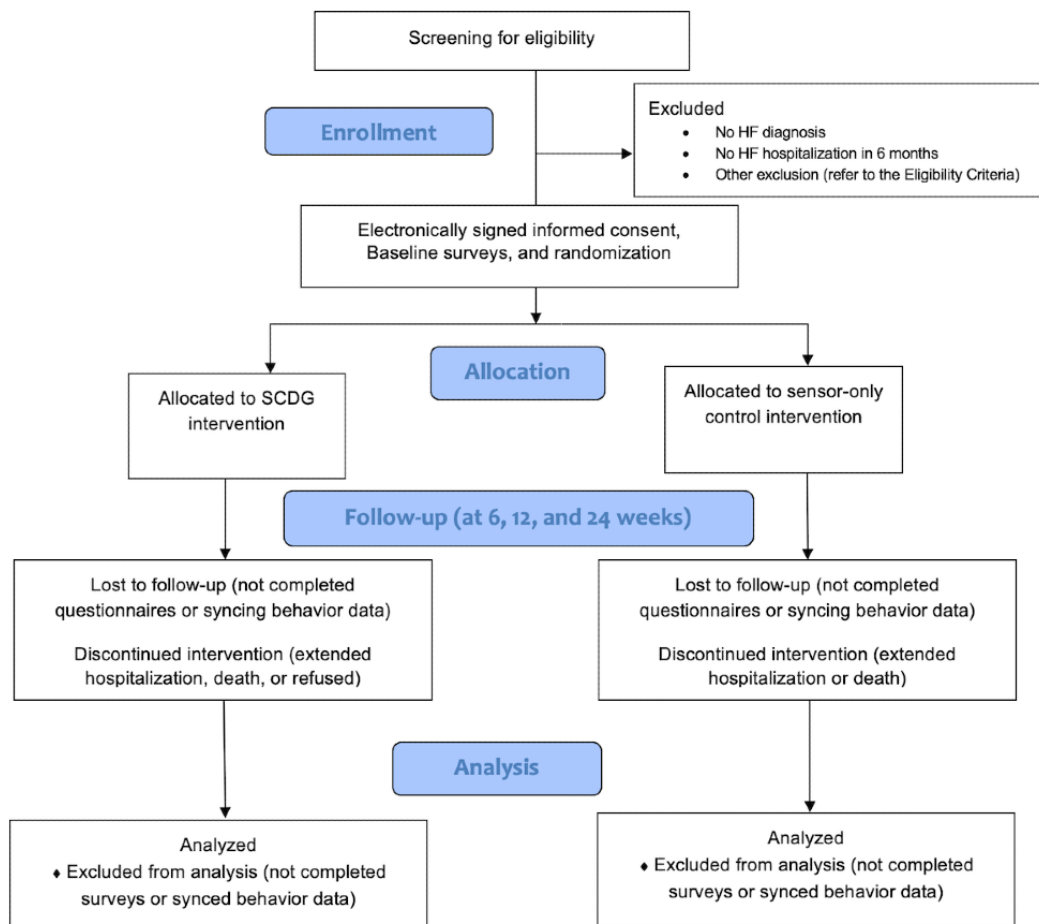 Screening for eligibility
Enrollment
Excluded
• No HF diagnosis
• No HF hospitalization in 6 months
• Other exclusion (refer to the Eligibility Criteria)
Electronically signed informed consent,
Baseline surveys, and randomization
Allocation
Allocated to SCDG
intervention
Allocated to sensor-only
control intervention
Follow-up (at 6, 12, and 24 weeks)
Lost to follow-up (not completed
questionnaires or syncing behavior data)
Discontinued intervention (extended
hospitalization, death, or refused)
Lost to follow-up (not completed
questionnaires or syncing behavior data)
Discontinued intervention (extended
hospitalization or death)
Analysis
Analyzed
♦ Excluded from analysis (not completed
surveys or synced behavior data)
Analyzed
♦ Excluded from analysis (not completed
surveys or synced behavior data)